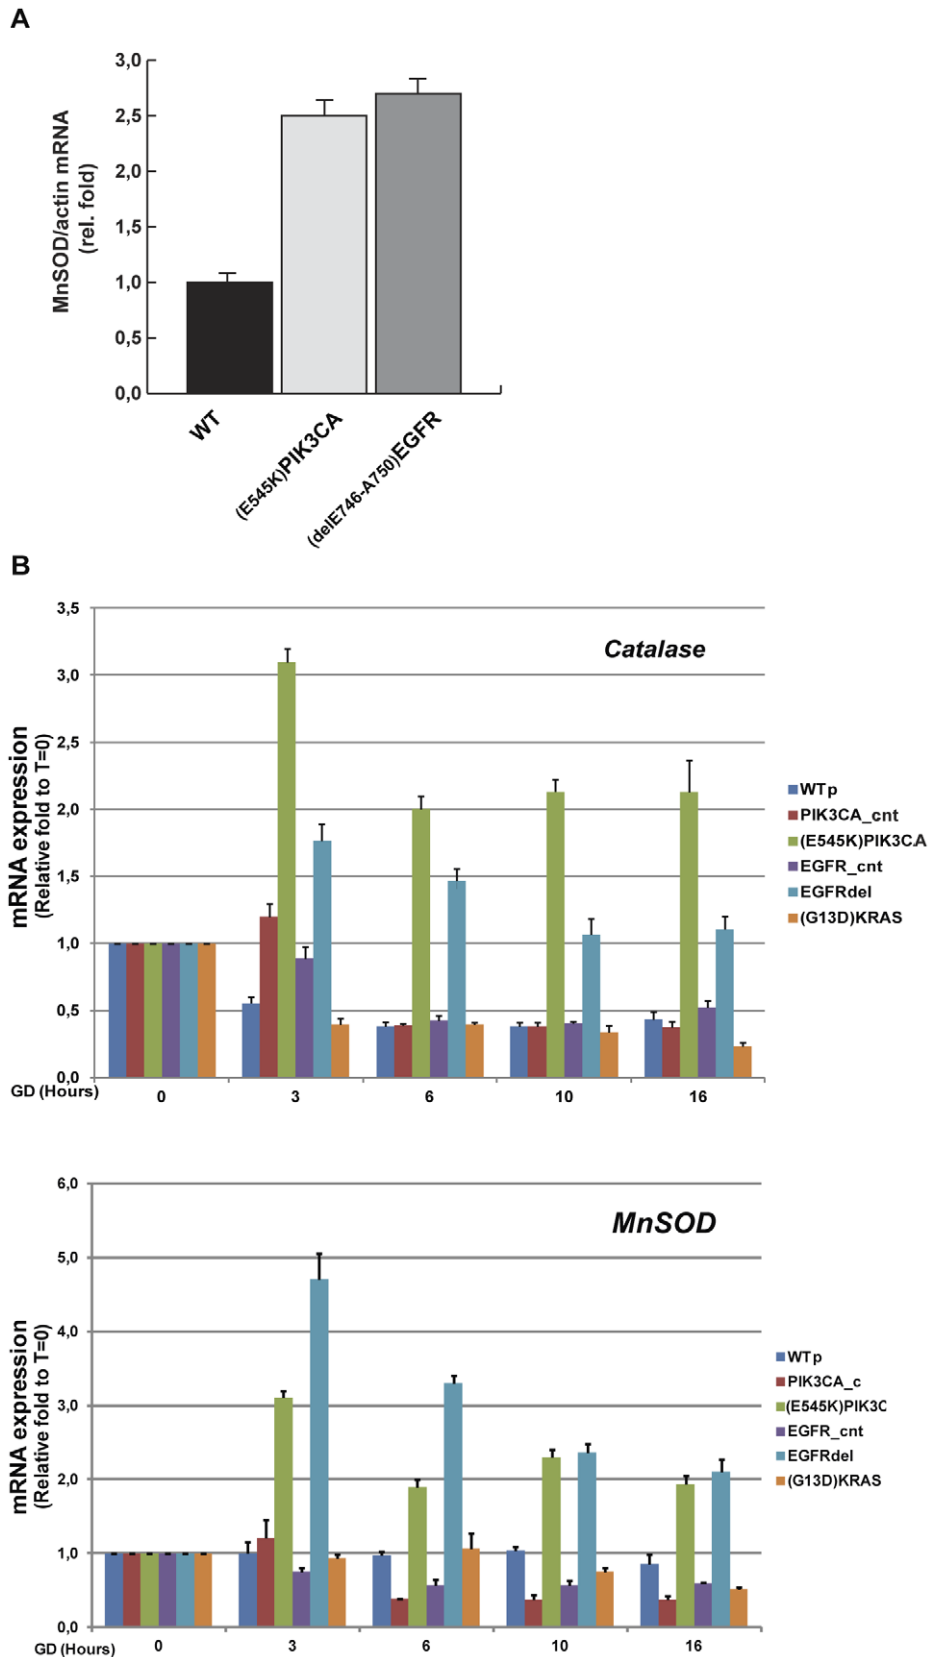 A
3,0
2,5
2,0
1,5
1,0
0,5
0,0
MnSOD/actin mRNA
(rel. fold)
WT
(E545K)PIK3CA
(delE746-A750)EGFR
B
3,5
3,0
2,5
2,0
1,5
1,0
0,5
0,0
mRNA expression
(Relative fold to T=0)
Catalase
WTp
PIK3CA_cnt
(E545K)PIK3CA
EGFR_cnt
EGFRdel
(G13D)KRAS
GD (Hours)
0
3
6
10
16
6,0
5,0
4,0
3,0
2,0
1,0
0,0
mRNA expression
(Relative fold to T=0)
MnSOD
WTp
PIK3CA_c
(E545K)PIK3C
EGFR_cnt
EGFRdel
(G13D)KRAS
GD (Hours)
0
3
6
10
16